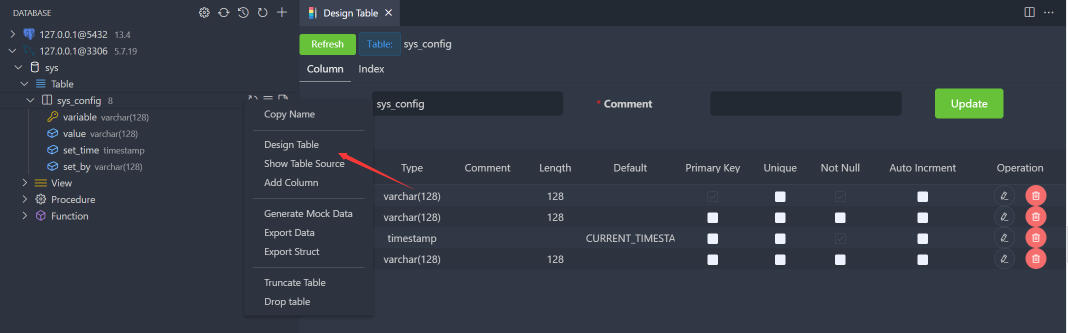 DATABASE
Design Table
127.0.0.1@5432 13.4
127.0.0.1@3306 5.7.19
sys
Table
sys_config 8
variable varchar(128)
value varchar(128)
set_time timestamp
set_by varchar(128)
View
Procedure
Function
Copy Name
Design Table
Show Table Source
Add Column
Generate Mock Data
Export Data
Export Struct
Truncate Table
Drop table
Refresh Table: sys_config
Column Index
sys_config * Comment Update
Type Comment Length Default Primary Key Unique Not Null Auto Incrment Operation
varchar(128) 128
varchar(128) 128
timestamp CURRENT_TIMESTA
varchar(128) 128